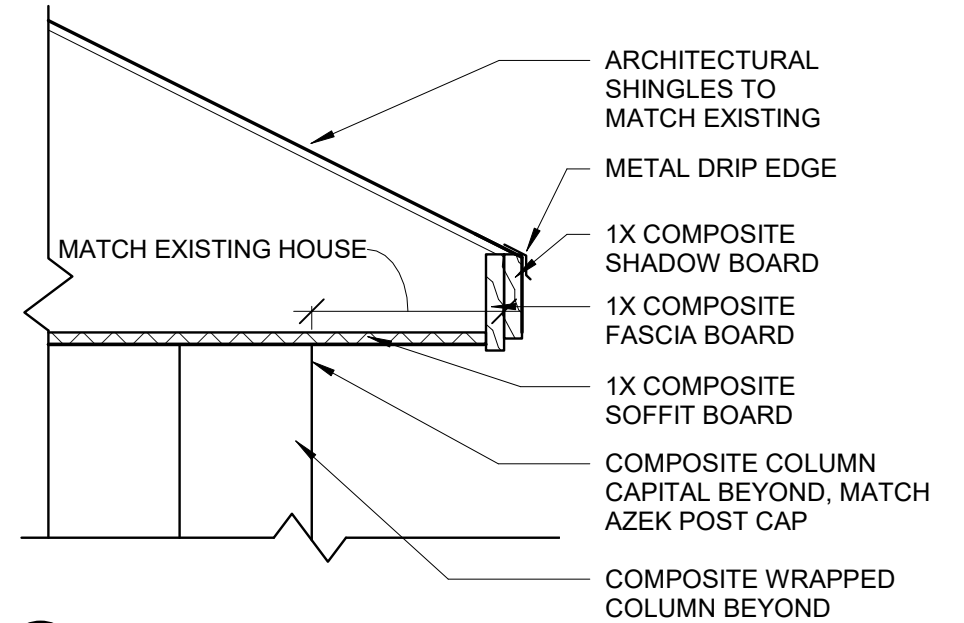 ARCHITECTURAL
SHINGLES TO
MATCH EXISTING
METAL DRIP EDGE
MATCH EXISTING HOUSE
1X COMPOSITE
SHADOW BOARD
1X COMPOSITE
FASCIA BOARD
1X COMPOSITE
SOFFIT BOARD
COMPOSITE COLUMN
CAPITAL BEYOND, MATCH
AZEK POST CAP
COMPOSITE WRAPPED
COLUMN BEYOND